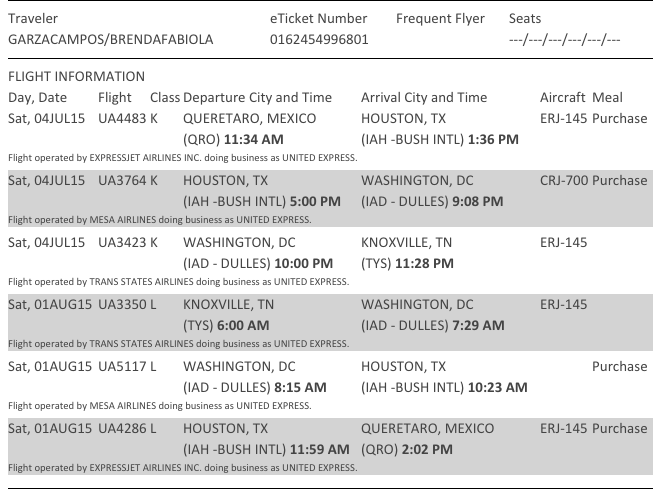 Traveler eTicket Number Frequent Flyer Seats
GARZACAMPOS/BRENDAFABIOLA 0162454996801 ---/---/---/---/---/---
FLIGHT INFORMATION
Day, Date Flight Class Departure City and Time Arrival City and Time Aircraft Meal
Sat, 04JUL15 UA4483 K QUERETARO, MEXICO HOUSTON, TX ERJ-145 Purchase
(QRO) 11:34 AM (IAH -BUSH INTL) 1:36 PM
Flight operated by EXPRESSJET AIRLINES INC. doing business as UNITED EXPRESS.
Sat, 04JUL15 UA3764 K HOUSTON, TX WASHINGTON, DC CRJ-700 Purchase
(IAH -BUSH INTL) 5:00 PM (IAD - DULLES) 9:08 PM
Flight operated by MESA AIRLINES doing business as UNITED EXPRESS.
Sat, 04JUL15 UA3423 K WASHINGTON, DC KNOXVILLE, TN ERJ-145
(IAD - DULLES) 10:00 PM (TYS) 11:28 PM
Flight operated by TRANS STATES AIRLINES doing business as UNITED EXPRESS.
Sat, 01AUG15 UA3350 L KNOXVILLE, TN WASHINGTON, DC ERJ-145
(TYS) 6:00 AM (IAD - DULLES) 7:29 AM
Flight operated by TRANS STATES AIRLINES doing business as UNITED EXPRESS.
Sat, 01AUG15 UA5117 L WASHINGTON, DC HOUSTON, TX Purchase
(IAD - DULLES) 8:15 AM (IAH -BUSH INTL) 10:23 AM
Flight operated by MESA AIRLINES doing business as UNITED EXPRESS.
Sat, 01AUG15 UA4286 L HOUSTON, TX QUERETARO, MEXICO ERJ-145 Purchase
(IAH -BUSH INTL) 11:59 AM (QRO) 2:02 PM
Flight operated by EXPRESSJET AIRLINES INC. doing business as UNITED EXPRESS.